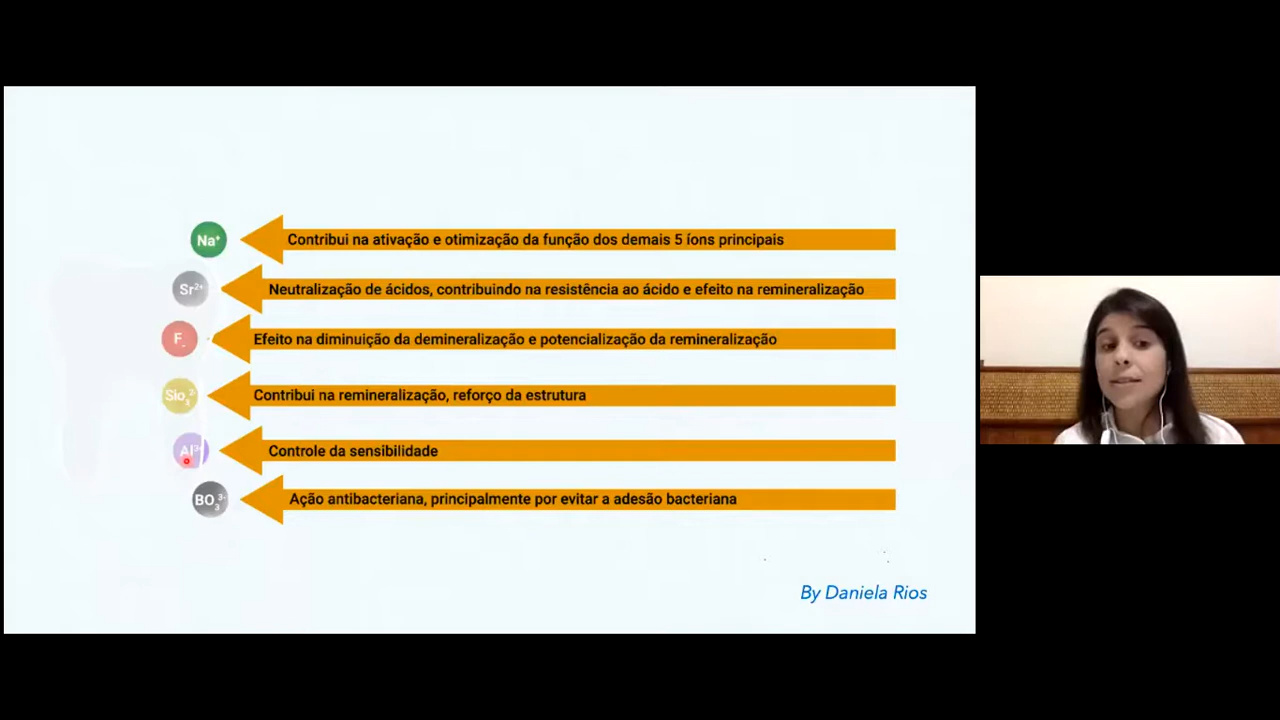 Na⁺ Contribui na ativação e otimização da função dos demais 5 íons principais
Sr²⁺ Neutralização de ácidos, contribuindo na resistência ao ácido e efeito na remineralização
F₋ Efeito na diminuição da demineralização e potencialização da remineralização
Sio₃²⁻ Contribui na remineralização, reforço da estrutura
Al³⁺ Controle da sensibilidade
BO₃³⁻ Ação antibacteriana, principalmente por evitar a adesão bacteriana
By Daniela Rios